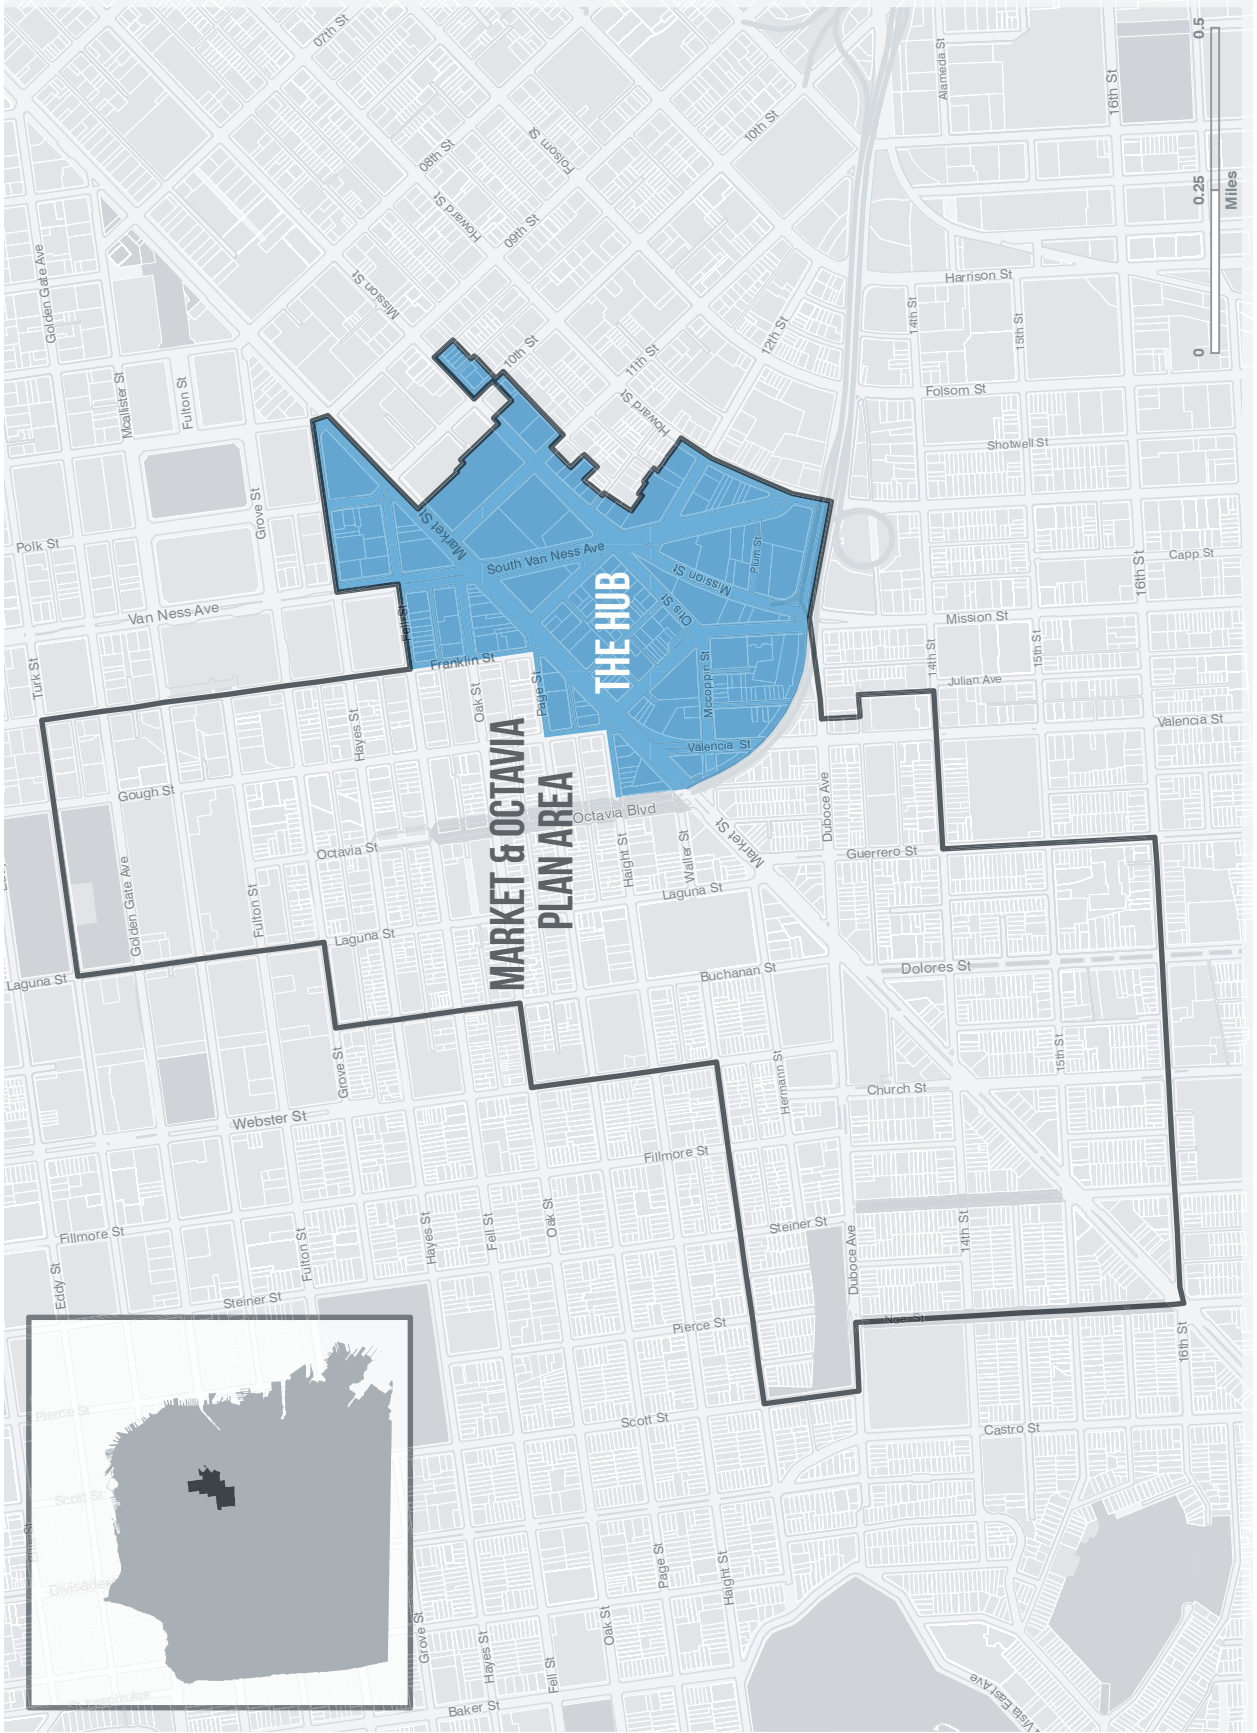 07th St
08th St
Folsom St
10th St
Alameda St
16th St
0.5
0.25
Miles
0
Howard St
09th St
Golden Gate Ave
Mission St
Harrison St
14th St
15th St
12th St
10th St
11th St
Mcallister St
Fulton St
Howard St
Folsom St
Shotwell St
Grove St
Market St
Polk St
South Van Ness Ave
Plum St
Capp St
16th St
Mission St
Otis St
THE HUB
Van Ness Ave
Mission St
14th St
15th St
Franklin St
Turk St
Oak St
Page St
Mccoppin St
Julian Ave
Valencia St
Hayes St
Valencia St
MARKET & OCTAVIA
PLAN AREA
Gough St
Octavia Blvd
Duboce Ave
Market St
Octavia St
Haight St
Waller St
Guerrero St
Golden Gate Ave
Fulton St
Laguna St
Laguna St
Laguna St
Buchanan St
Dolores St
Grove St
15th St
Hermann St
Church St
Webster St
Fillmore St
Fillmore St
Hayes St
Fell St
Oak St
Steiner St
14th St
Duboce Ave
Fulton St
Eddy St
Steiner St
Pierce St
Noe St
16th St
Pierce St
Scott St
Castro St
Scott St
Page St
Haight St
Grove St
Hayes St
Fell St
Oak St
Baker St
St Josephs Ave